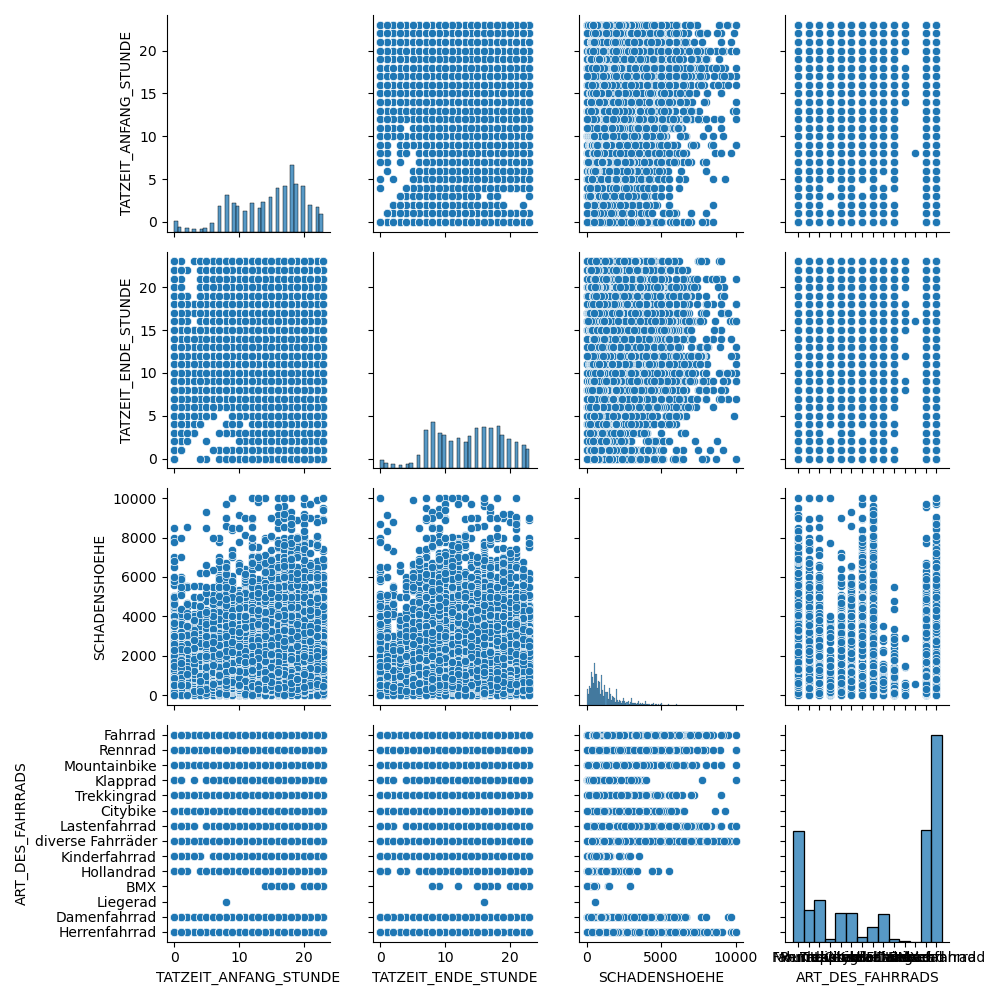 TATZEIT_ANFANG_STUNDE
20
15
10
5
0
0 10 20
0 10 20
0 5000 10000
TATZEIT_ENDE_STUNDE
20
15
10
5
0
SCHADENSHOEHE
10000
8000
6000
4000
2000
0
ART_DES_FAHRRADS
Fahrrad
Rennrad
Mountainbike
Klapprad
Trekkingrad
Citybike
Lastenfahrrad
diverse Fahrräder
Kinderfahrrad
Hollandrad
BMX
Liegerad
Damenfahrrad
Herrenfahrrad
TATZEIT_ANFANG_STUNDE
TATZEIT_ENDE_STUNDE
SCHADENSHOEHE
ART_DES_FAHRRADS